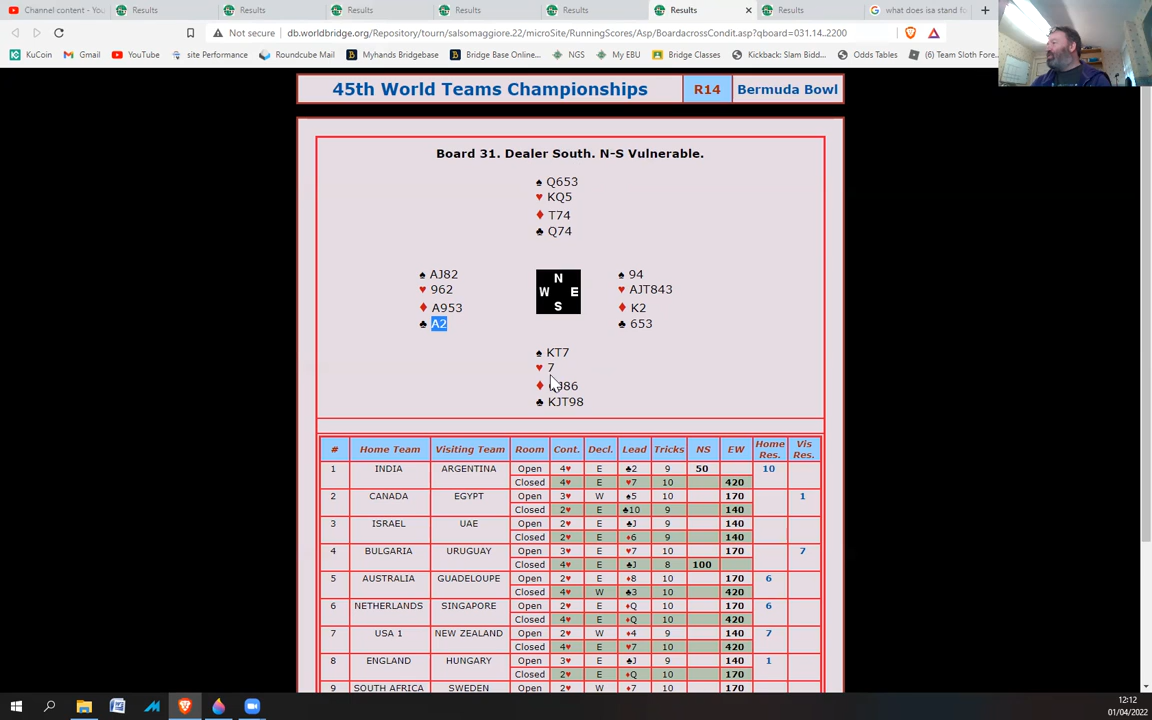 Channel content - Yo
Results
Results
Results
Results
Results
Results
Results
what does isa stand fo
Not secure db.worldbridge.org/Repository/tourn/salsomaggiore.22/microSite/RunningScores/Asp/BoardacrossCondit.asp?qboard=031.14..2200
KuCoin Gmail YouTube Roundcube Mail Myhands Bridgebase Bridge Base Online... NGS My EBU Bridge Classes Kickback: Slam Bidd... Odds Tables (6) Team Sloth Fore...
45th World Teams Championships R14 Bermuda Bowl
Board 31. Dealer South. N-S Vulnerable.
♠ Q653
♥ KQ5
♦ T74
♣ Q74
♠ AJ82
♥ 962
♦ A953
♣ A2
N
W E
S
♠ 94
♥ AJT843
♦ K2
♣ 653
♠ KT7
♥ 7
♦ J86
♣ KJT98
# Home Team Visiting Team Room Cont. Decl. Lead Tricks NS EW Home Res. Vis Res.
1 INDIA ARGENTINA Open 4♥ E ♣2 9 50 10
Closed 4♥ E ♥7 10 420
2 CANADA EGYPT Open 3♥ W ♠5 10 170 1
Closed 2♥ E ♣10 9 140
3 ISRAEL UAE Open 2♥ E ♣J 9 140
Closed 2♥ E ♦6 9 140
4 BULGARIA URUGUAY Open 3♥ E ♥7 10 170 7
Closed 4♥ E ♣J 8 100
5 AUSTRALIA GUADELOUPE Open 2♥ E ♦8 10 170 6
Closed 4♥ W ♣3 10 420
6 NETHERLANDS SINGAPORE Open 2♥ E ♦Q 10 170 6
Closed 4♥ E ♦Q 10 420
7 USA 1 NEW ZEALAND Open 2♥ W ♦4 9 140 7
Closed 4♥ E ♥7 10 420
8 ENGLAND HUNGARY Open 3♥ E ♣J 9 140 1
Closed 2♥ E ♦Q 10 170
9 SOUTH AFRICA SWEDEN Open 2♥ W ♦7 10 170
12:12
01/04/2022